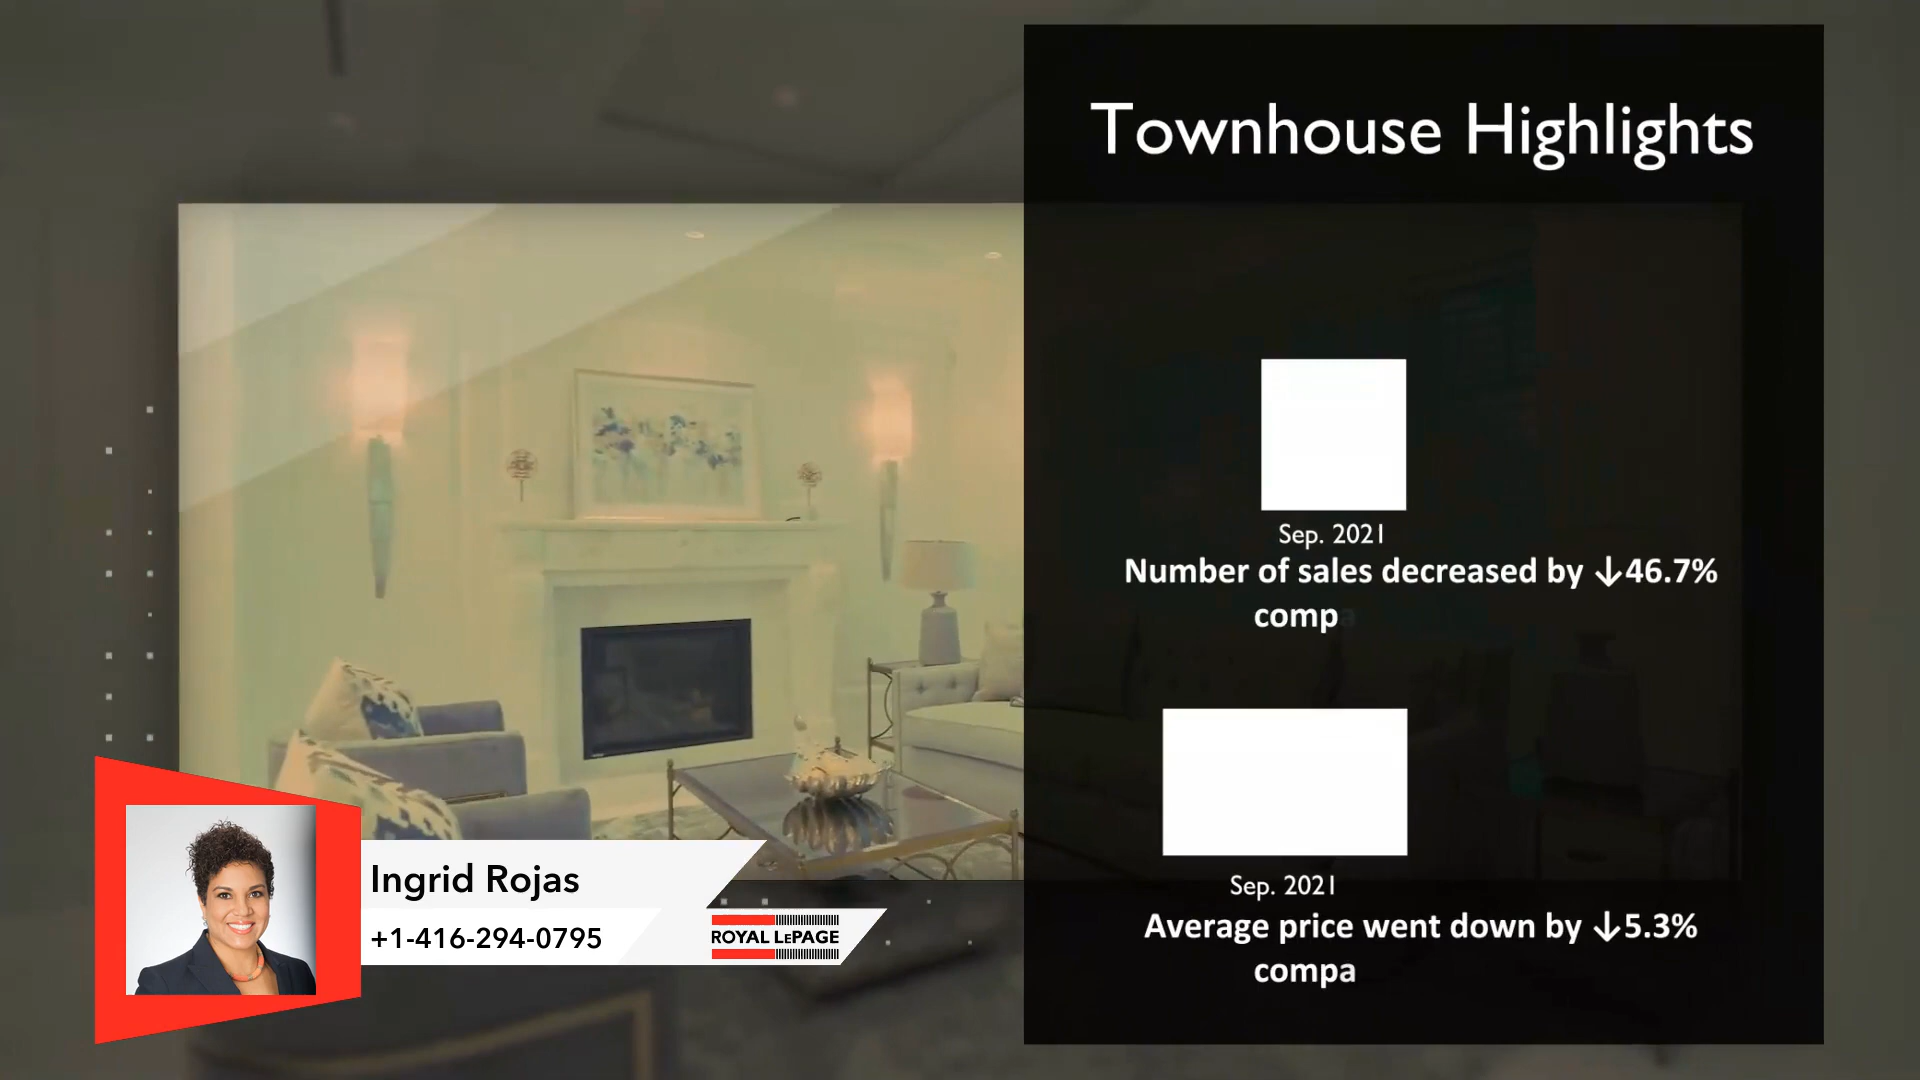 Townhouse Highlights
Sep. 2021
Number of sales decreased by ↓46.7%
comp
Sep. 2021
Average price went down by ↓5.3%
compa
Ingrid Rojas
+1-416-294-0795
ROYAL LEPAGE